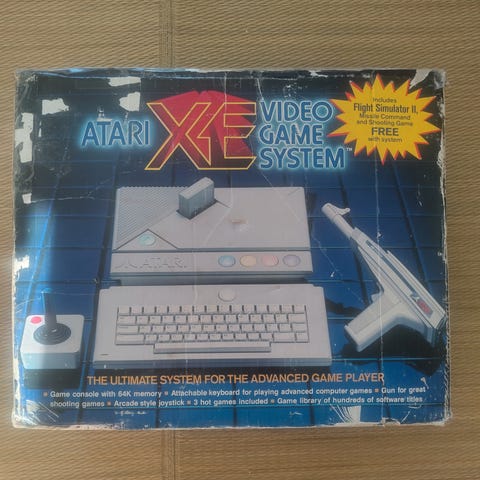 ATARI XE VIDEO
GAME
SYSTEM™
Includes
Flight Simulator II,
Missile Command
and Shooting Game
FREE
with system
ATARI
THE ULTIMATE SYSTEM FOR THE ADVANCED GAME PLAYER
■ Game console with 64K memory ■ Attachable keyboard for playing advanced computer games ■ Gun for great
shooting games ■ Arcade style joystick ■ 3 hot games included ■ Game library of hundreds of software titles